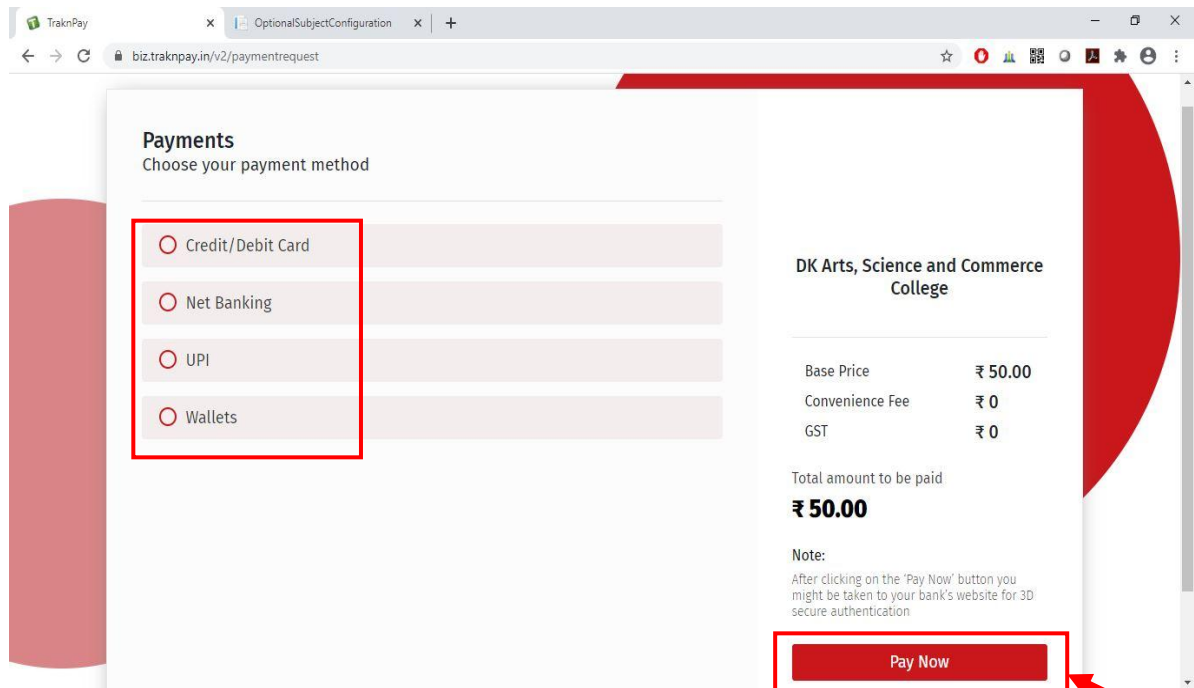 TraknPay
OptionalSubjectConfiguration
biz.traknpay.in/v2/paymentrequest
Payments
Choose your payment method
Credit/Debit Card
Net Banking
UPI
Wallets
DK Arts, Science and Commerce
College
Base Price ₹ 50.00
Convenience Fee ₹ 0
GST ₹ 0
Total amount to be paid
₹ 50.00
Note:
After clicking on the 'Pay Now' button you
might be taken to your bank's website for 3D
secure authentication
Pay Now